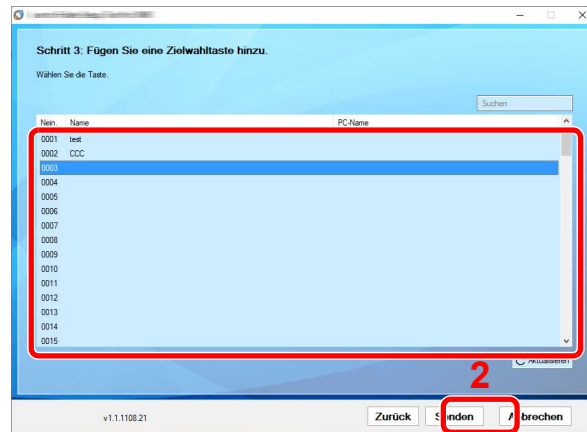 Schritt 3: Fügen Sie eine Zielwahltaste hinzu.
Wählen Sie die Taste.
Suchen
Nein. Name PC-Name
0001 test
0002 CCC
0003
0004
0005
0006
0007
0008
0009
0010
0011
0012
0013
0014
0015
Aktualisieren
2
v1.1.1108.21 Zurück Senden Abbrechen